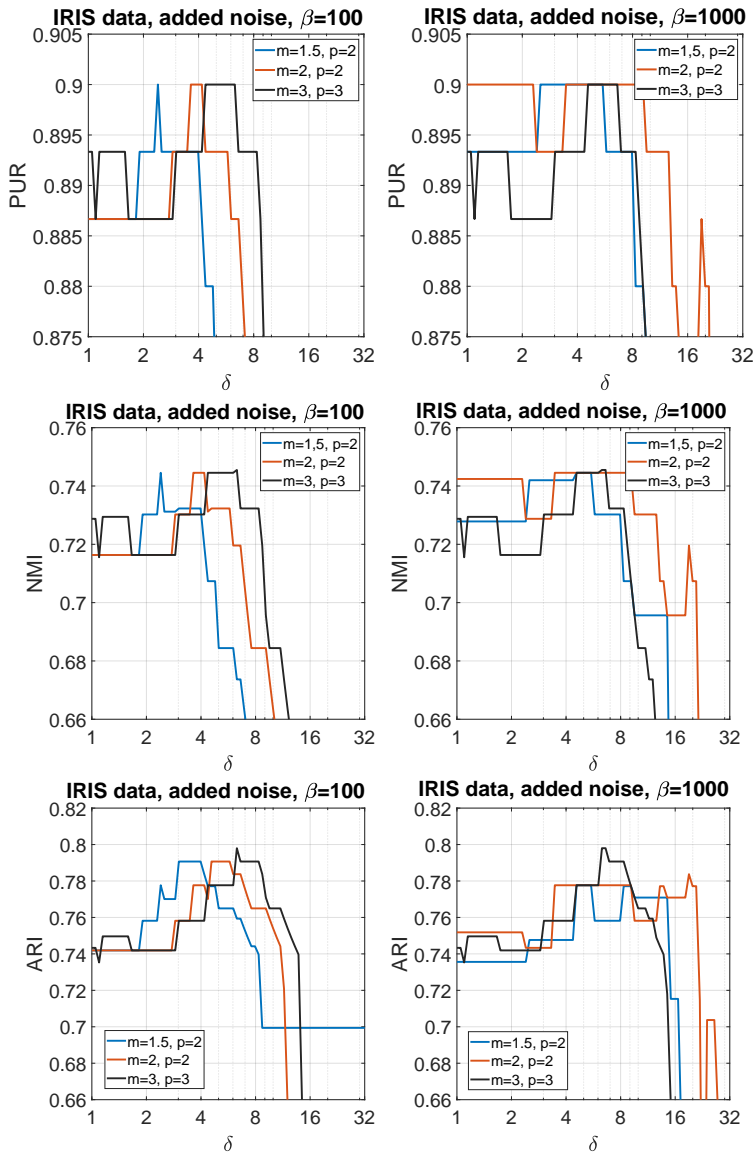 IRIS data, added noise, β=100
0.905
0.9
0.895
0.89
0.885
0.88
0.875
PUR
m=1.5, p=2
m=2, p=2
m=3, p=3
1 2 4 8 16 32
δ
IRIS data, added noise, β=1000
0.905
0.9
0.895
0.89
0.885
0.88
0.875
PUR
m=1,5, p=2
m=2, p=2
m=3, p=3
1 2 4 8 16 32
δ
IRIS data, added noise, β=100
0.76
0.74
0.72
0.7
0.68
0.66
NMI
m=1,5, p=2
m=2, p=2
m=3, p=3
1 2 4 8 16 32
δ
IRIS data, added noise, β=1000
0.76
0.74
0.72
0.7
0.68
0.66
NMI
m=1,5, p=2
m=2, p=2
m=3, p=3
1 2 4 8 16 32
δ
IRIS data, added noise, β=100
0.82
0.8
0.78
0.76
0.74
0.72
0.7
0.68
0.66
ARI
m=1.5, p=2
m=2, p=2
m=3, p=3
1 2 4 8 16 32
δ
IRIS data, added noise, β=1000
0.82
0.8
0.78
0.76
0.74
0.72
0.7
0.68
0.66
ARI
m=1.5, p=2
m=2, p=2
m=3, p=3
1 2 4 8 16 32
δ